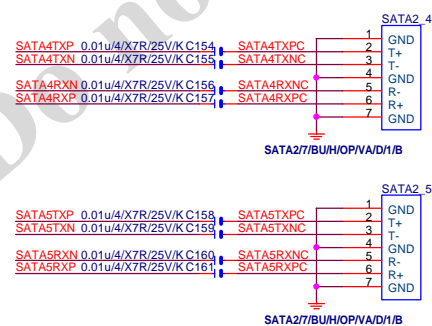 SATA2_4
1 GND
SATA4TXP 0.01u/4/X7R/25V/K C154 SATA4TXPC 2 T+
SATA4TXN 0.01u/4/X7R/25V/K C155 SATA4TXNC 3 T-
4 GND
SATA4RXN 0.01u/4/X7R/25V/K C156 SATA4RXNC 5 R-
SATA4RXP 0.01u/4/X7R/25V/K C157 SATA4RXPC 6 R+
7 GND
SATA2/7/BU/H/OP/VA/D/1/B
SATA2_5
1 GND
SATA5TXP 0.01u/4/X7R/25V/K C158 SATA5TXPC 2 T+
SATA5TXN 0.01u/4/X7R/25V/K C159 SATA5TXNC 3 T-
4 GND
SATA5RXN 0.01u/4/X7R/25V/K C160 SATA5RXNC 5 R-
SATA5RXP 0.01u/4/X7R/25V/K C161 SATA5RXPC 6 R+
7 GND
SATA2/7/BU/H/OP/VA/D/1/B
Do no